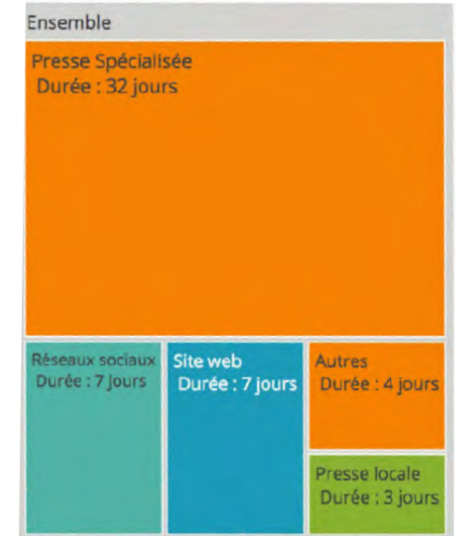 Ensemble
Presse Spécialisée
Durée : 32 jours
Réseaux sociaux
Durée : 7 jours
Site web
Durée : 7 jours
Autres
Durée : 4 jours
Presse locale
Durée : 3 jours